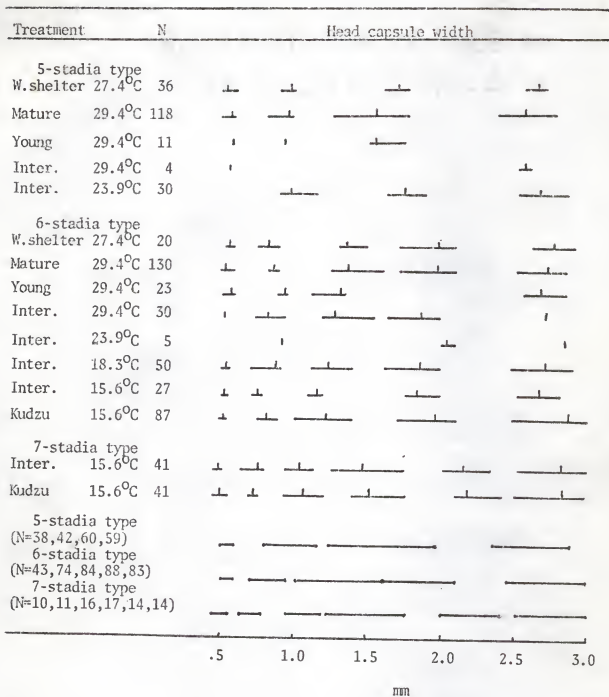 Treatment N Head capsule width
5-stadia type
W.shelter 27.4°C 36
Mature 29.4°C 118
Young 29.4°C 11
Inter. 29.4°C 4
Inter. 23.9°C 30
6-stadia type
W.shelter 27.4°C 20
Mature 29.4°C 130
Young 29.4°C 23
Inter. 29.4°C 30
Inter. 23.9°C 5
Inter. 18.3°C 50
Inter. 15.6°C 27
Kudzu 15.6°C 87
7-stadia type
Inter. 15.6°C 41
Kudzu 15.6°C 41
5-stadia type
(N=38,42,60,59)
6-stadia type
(N=43,74,84,88,83)
7-stadia type
(N=10,11,16,17,14,14)
.5 1.0 1.5 2.0 2.5 3.0
mm